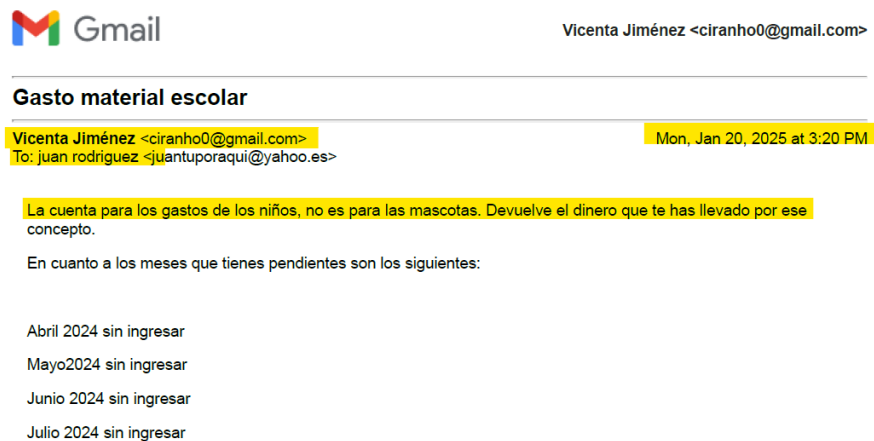 Gmail
Vicenta Jiménez <ciranho0@gmail.com>
Gasto material escolar
Vicenta Jiménez <ciranho0@gmail.com>
Mon, Jan 20, 2025 at 3:20 PM
To: juan rodriguez <juantuporaqui@yahoo.es>
La cuenta para los gastos de los niños, no es para las mascotas. Devuelve el dinero que te has llevado por ese
concepto.
En cuanto a los meses que tienes pendientes son los siguientes:
Abril 2024 sin ingresar
Mayo2024 sin ingresar
Junio 2024 sin ingresar
Julio 2024 sin ingresar